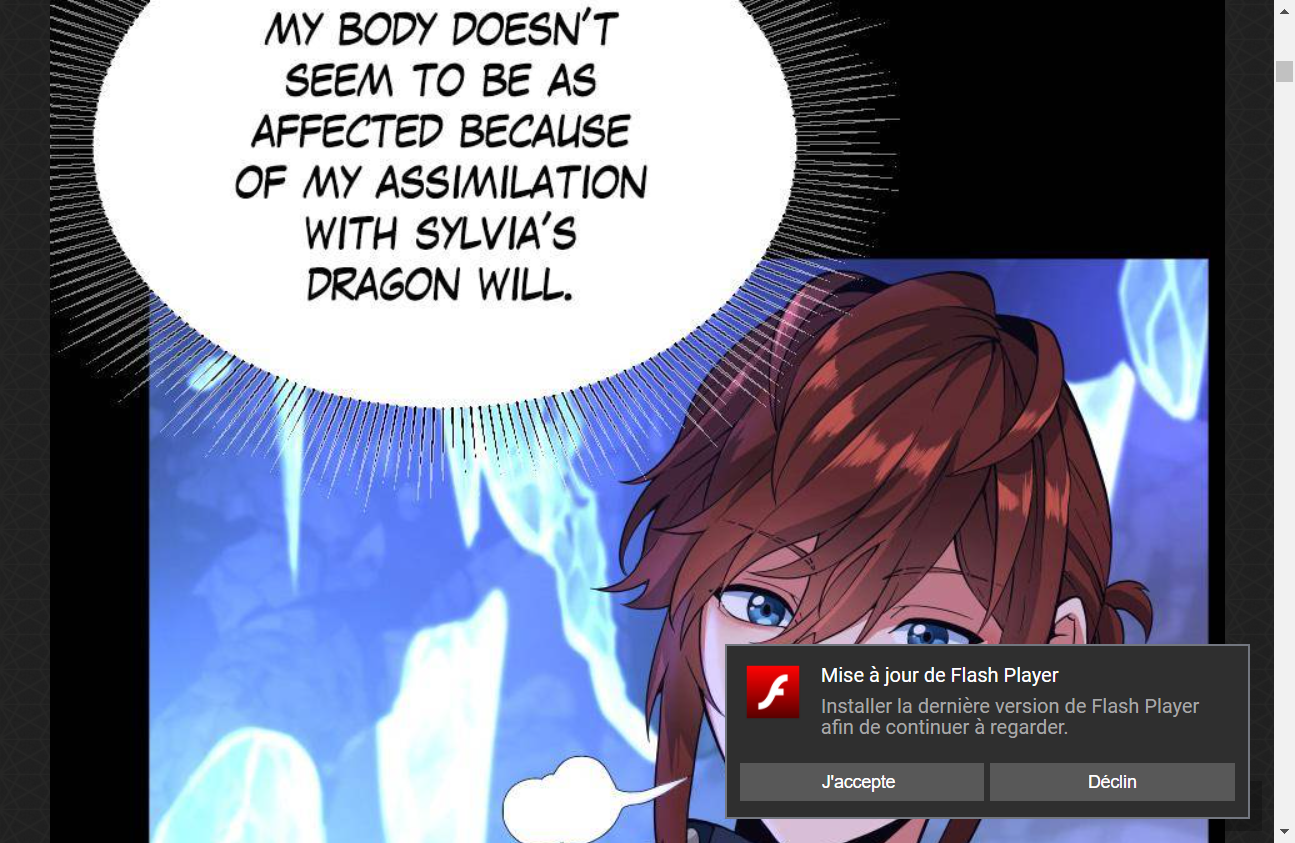 MY BODY DOESN'T
SEEM TO BE AS
AFFECTED BECAUSE
OF MY ASSIMILATION
WITH SYLVIA'S
DRAGON WILL.
Mise à jour de Flash Player
Installer la dernière version de Flash Player
afin de continuer à regarder.
J'accepte
Déclin